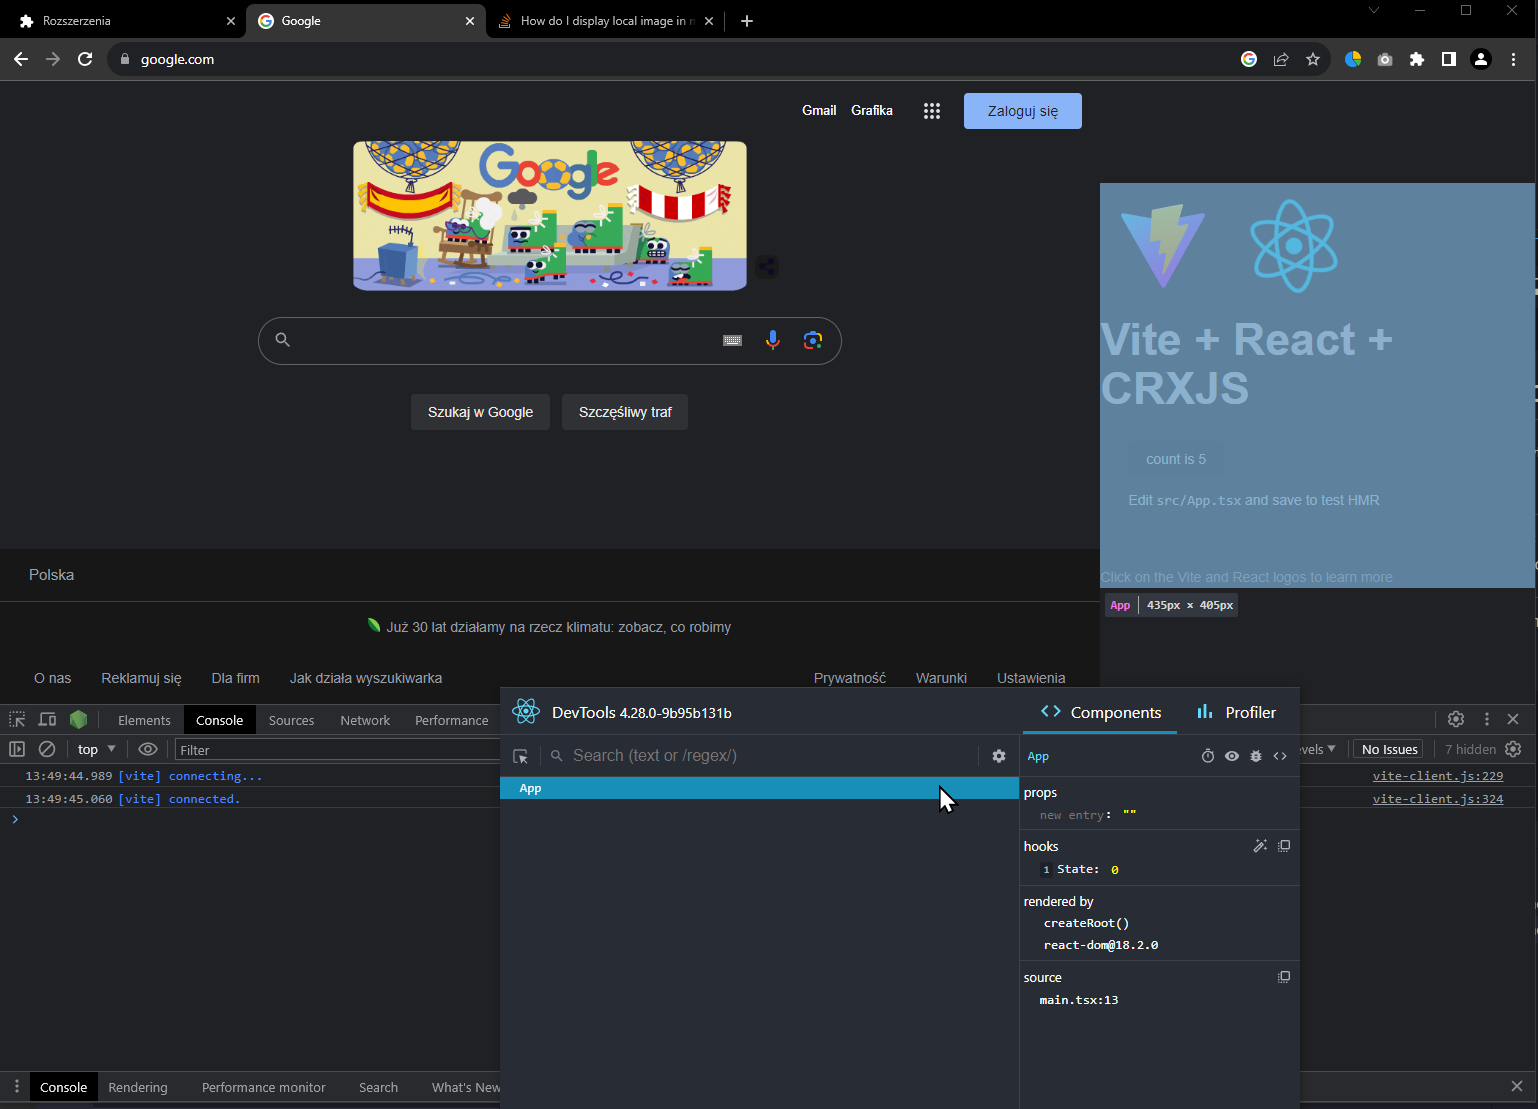 Rozszerzenia
Google
How do I display local image in
google.com
Gmail
Grafika
Zaloguj się
Google
Vite + React +
CRXJS
count is 5
Edit src/App.tsx and save to test HMR
Click on the Vite and React logos to learn more
App
435px × 405px
Szukaj w Google
Szczęśliwy traf
Polska
Już 30 lat działamy na rzecz klimatu: zobacz, co robimy
O nas
Reklamuj się
Dla firm
Jak działa wyszukiwarka
Prywatność
Warunki
Ustawienia
Elements
Console
Sources
Network
Performance
top
Filter
No Issues
7 hidden
13:49:44.989 [vite] connecting...
vite-client.js:229
13:49:45.060 [vite] connected.
vite-client.js:324
DevTools 4.28.0-9b95b131b
Components
Profiler
Search (text or /regex/)
App
App
props
new entry: ""
hooks
1 State: 0
rendered by
createRoot()
react-dom@18.2.0
source
main.tsx:13
Console
Rendering
Performance monitor
Search
What's New